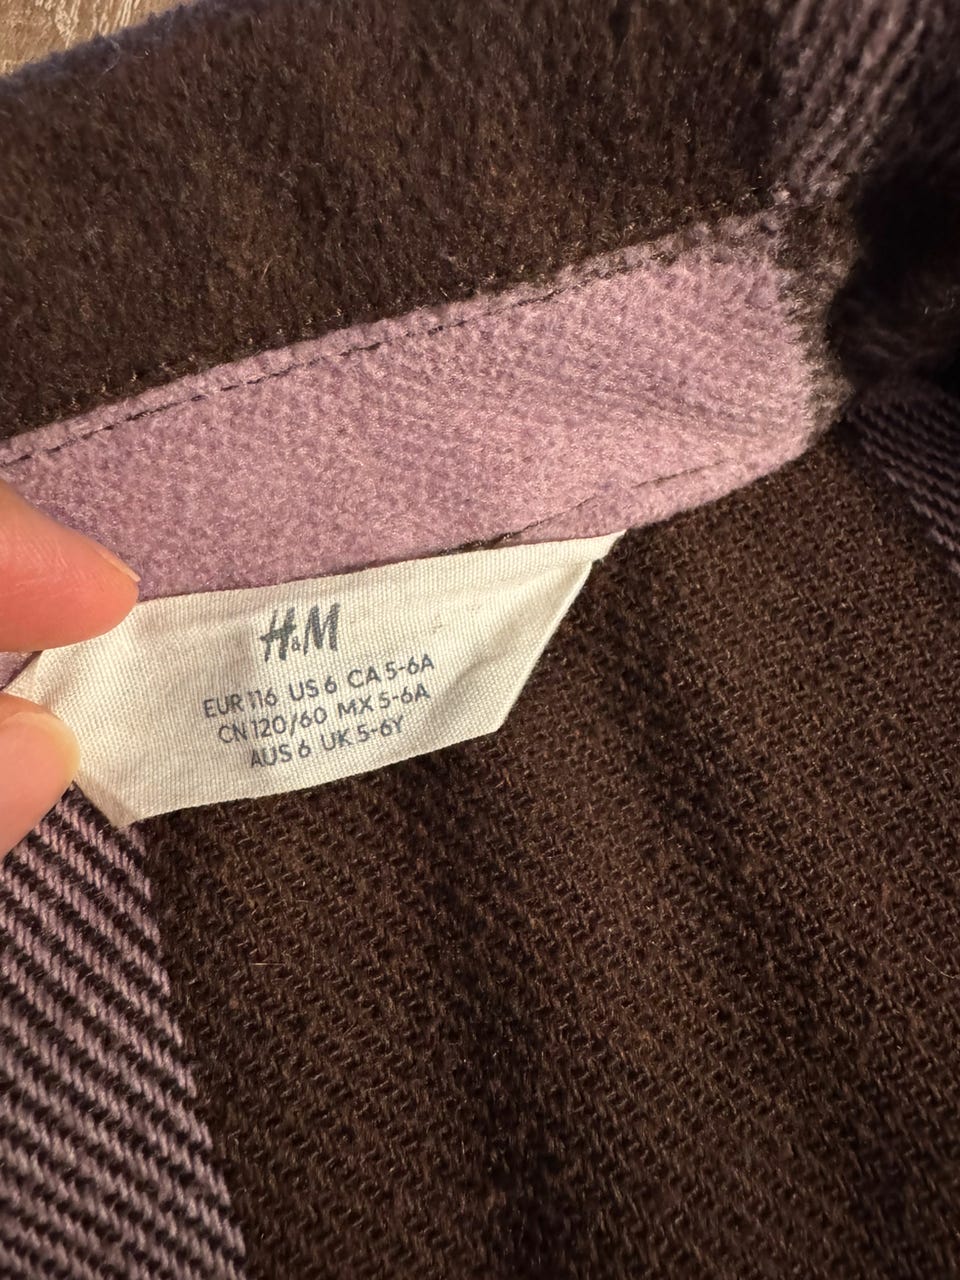 H&M
EUR 116 US 6 CA 5-6A
CN 120/60 MX 5-6A
AUS 6 UK 5-6Y